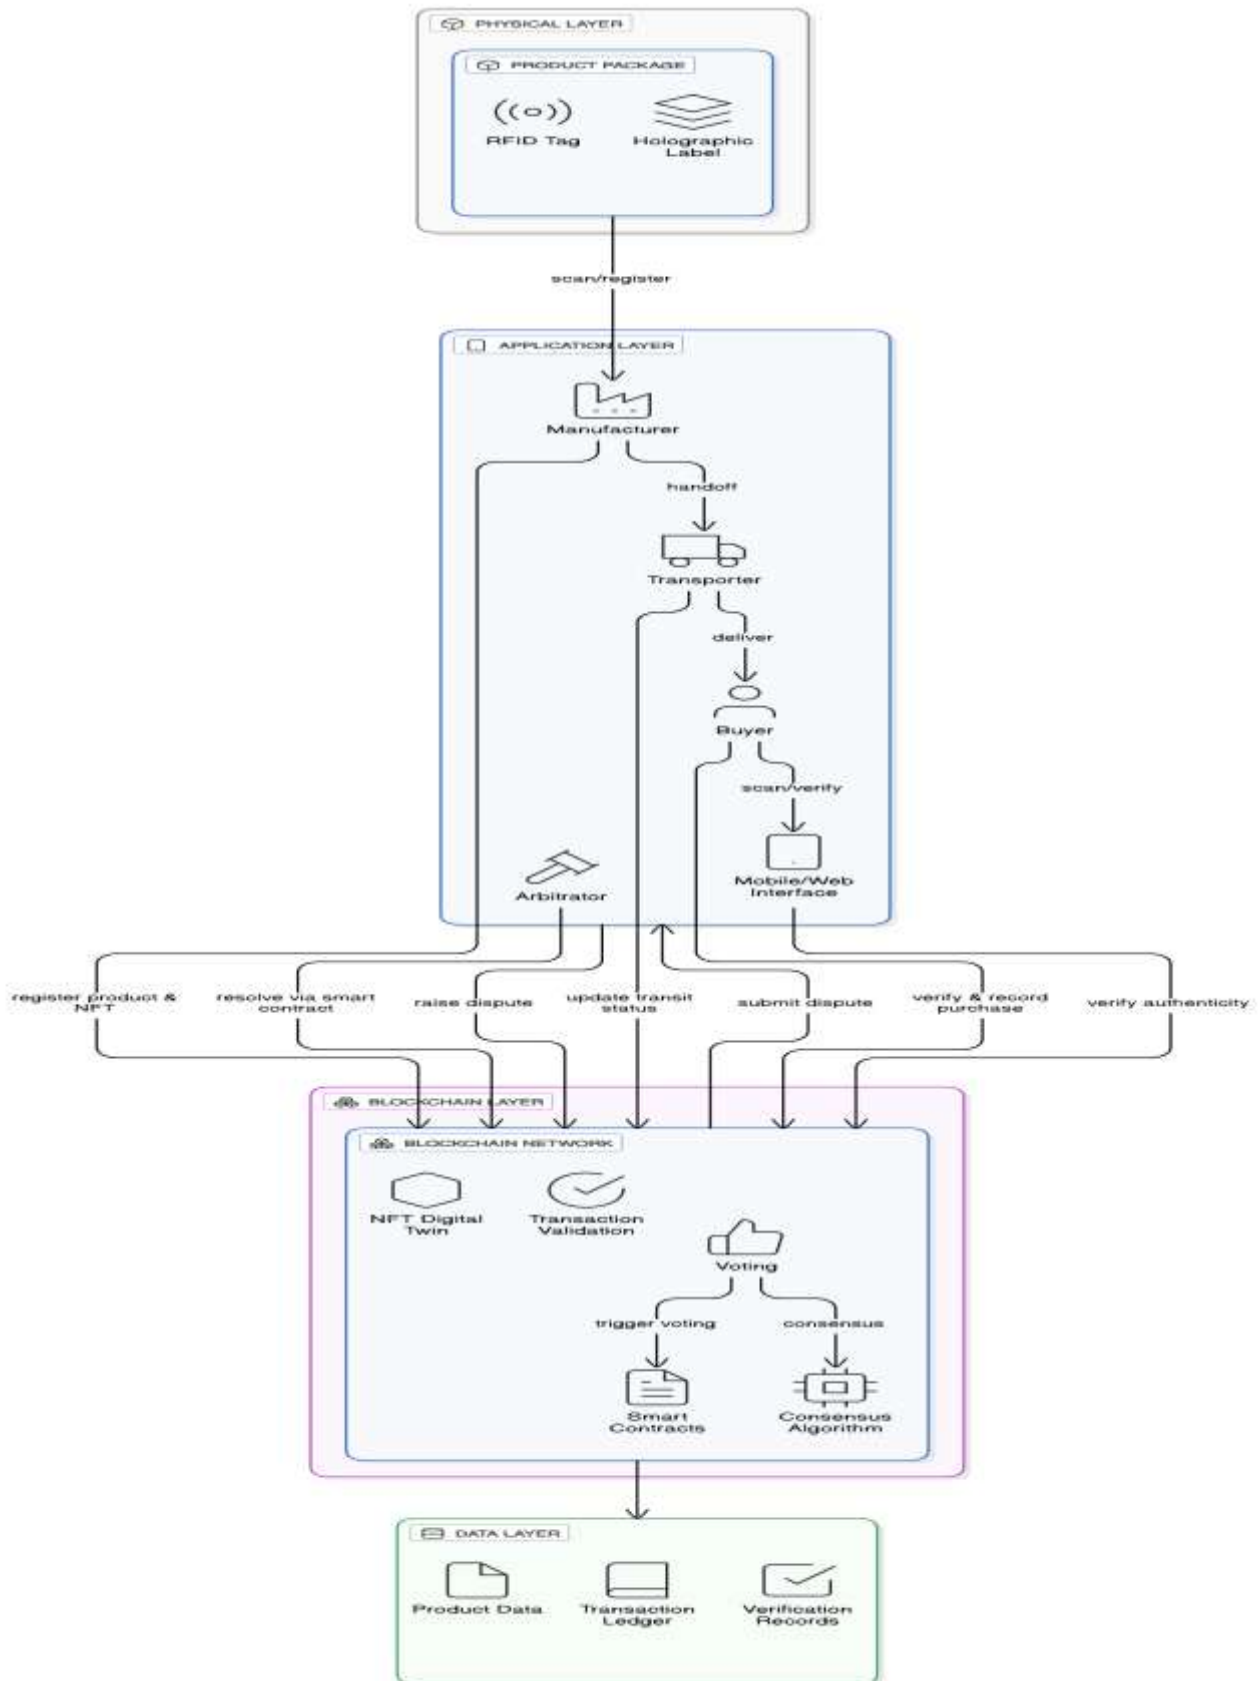 PHYSICAL LAYER
PRODUCT PACKAGE
RFID Tag
Holographic
Label
scan/register
APPLICATION LAYER
Manufacturer
handoff
Transporter
deliver
Buyer
scan/verify
Arbitrator
Mobile/Web
Interface
register product &
NFT
resolve via smart
contract
raise dispute
update transit
status
submit dispute
verify & record
purchase
verify authenticity
BLOCKCHAIN LAYER
BLOCKCHAIN NETWORK
NFT Digital
Twin
Transaction
Validation
Voting
trigger voting
consensus
Smart
Contracts
Consensus
Algorithm
DATA LAYER
Product Data
Transaction
Ledger
Verification
Records